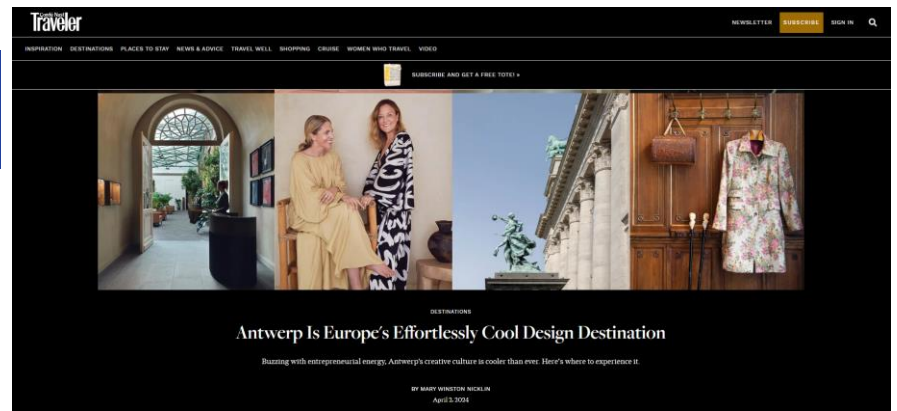 Condé Nast
Traveler
NEWSLETTER SUBSCRIBE SIGN IN
INSPIRATION DESTINATIONS PLACES TO STAY NEWS & ADVICE TRAVEL WELL SHOPPING CRUISE WOMEN WHO TRAVEL VIDEO
SUBSCRIBE AND GET A FREE TOTE! »
DESTINATIONS
Antwerp Is Europe's Effortlessly Cool Design Destination
Buzzing with entrepreneurial energy, Antwerp's creative culture is cooler than ever. Here's where to experience it.
BY MARY WINSTON NICKLIN
April 3, 2024